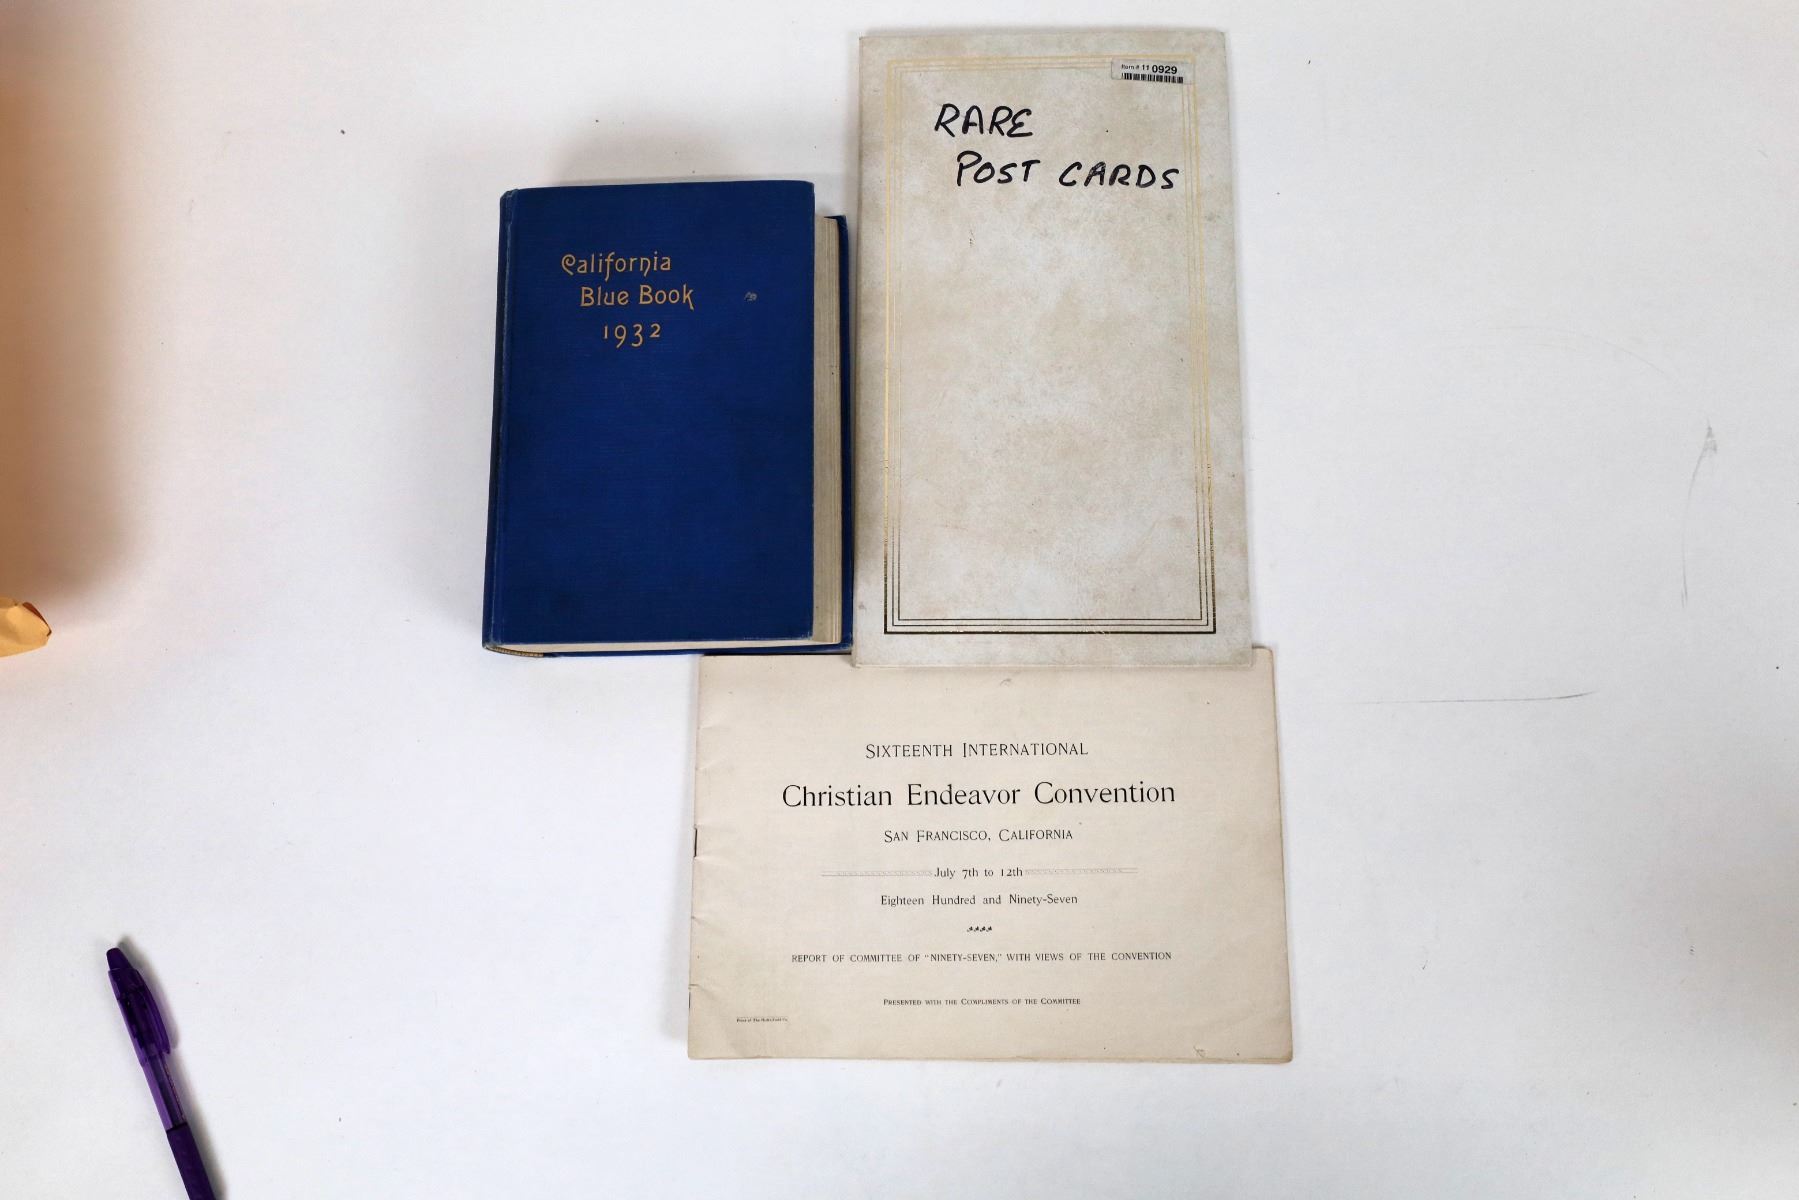 California
Blue Book
1932
Item # 110929
RARE
POST CARDS
SIXTEENTH INTERNATIONAL
Christian Endeavor Convention
SAN FRANCISCO, CALIFORNIA
July 7th to 12th
Eighteen Hundred and Ninety-Seven
REPORT OF COMMITTEE OF "NINETY-SEVEN," WITH VIEWS OF THE CONVENTION
PRESENTED WITH THE COMPLIMENTS OF THE COMMITTEE